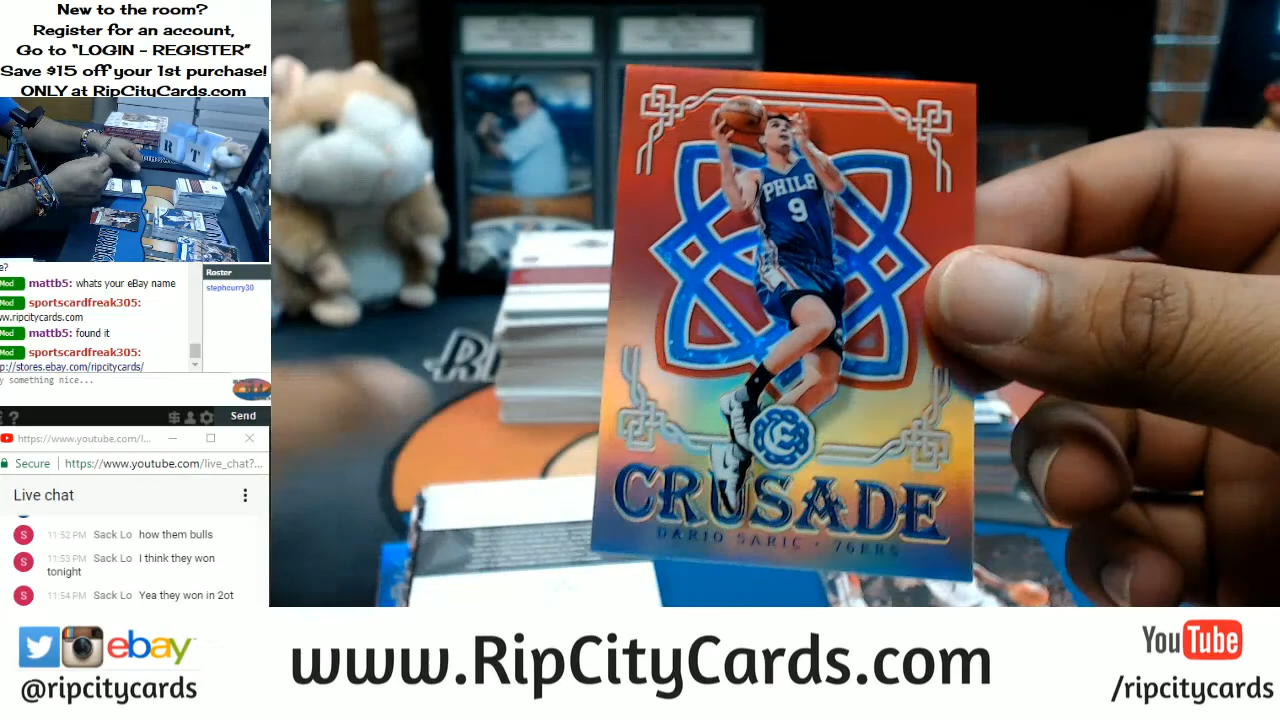 New to the room?
Register for an account,
Go to “LOGIN - REGISTER”
Save $15 off your 1st purchase!
ONLY at RipCityCards.com
R T
e?
Mod mattb5: whats your eBay name
Mod sportscardfreak305:
ww.ripcitycards.com
Mod mattb5: found it
Mod sportscardfreak305:
p://stores.ebay.com/ripcitycards/
y something nice...
Roster
stephcurry30
Send
https://www.youtube.com/l...
Secure https://www.youtube.com/live_chat?...
Live chat
S 11:52 PM Sack Lo how them bulls
S 11:53 PM Sack Lo I think they won
tonight
S 11:54 PM Sack Lo Yea they won in 2ot
PHILA
9
E
CRUSADE
DARIO SARIC - 76ERS
ebay
@ripcitycards
www.RipCityCards.com
YouTube
/ripcitycards